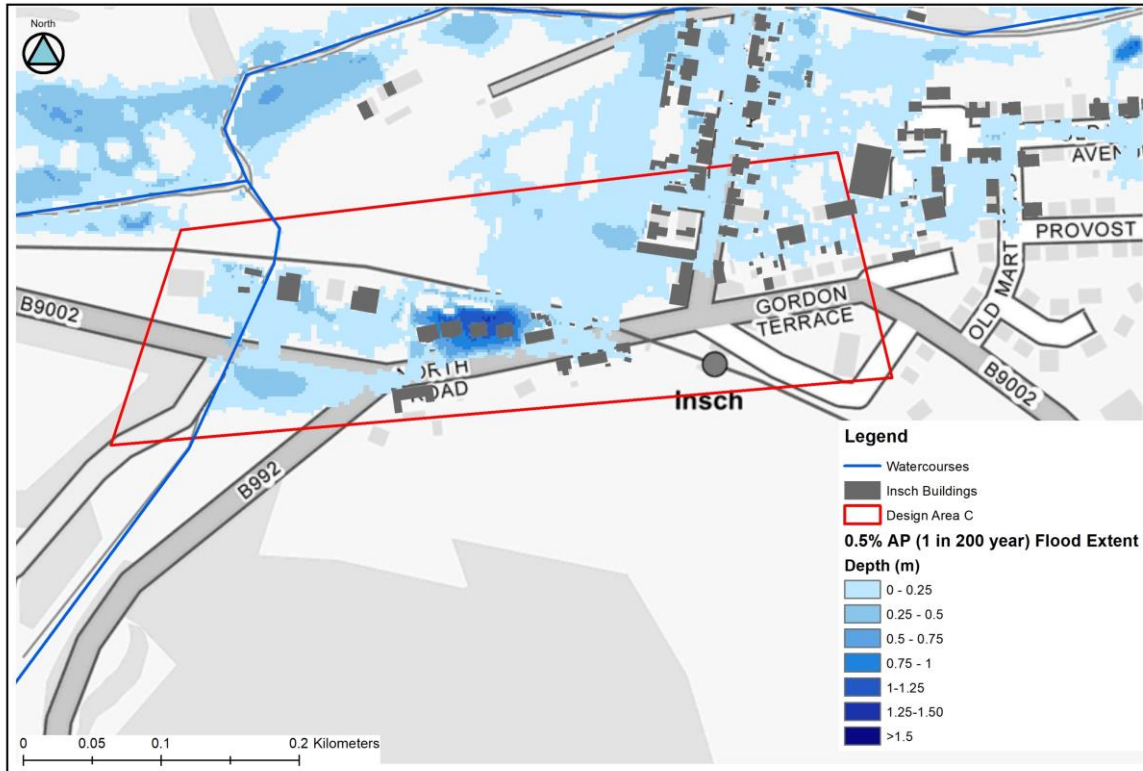 North
AVEN
PROVOST
OLD MART
B9002
GORDON
TERRACE
B9002
ROAD
Insch
B992
Legend
Watercourses
Insch Buildings
Design Area C
0.5% AP (1 in 200 year) Flood Extent
Depth (m)
0 - 0.25
0.25 - 0.5
0.5 - 0.75
0.75 - 1
1-1.25
1.25-1.50
>1.5
0 0.05 0.1 0.2 Kilometers